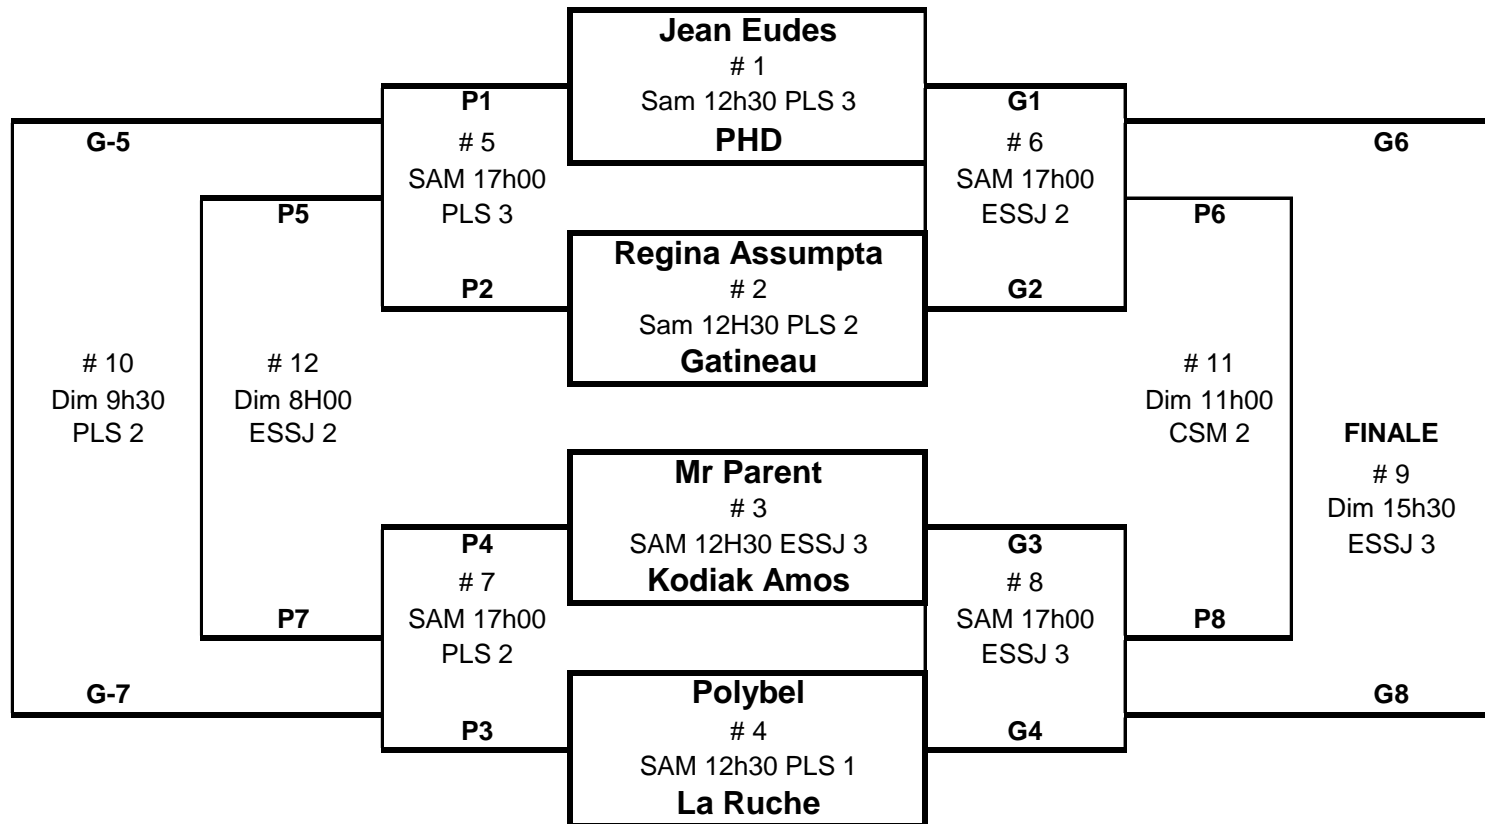 Jean Eudes
# 1
Sam 12h30 PLS 3
PHD
P1
G1
G-5
# 5
SAM 17h00
PLS 3
# 6
SAM 17h00
ESSJ 2
G6
P5
P6
Regina Assumpta
# 2
Sam 12H30 PLS 2
Gatineau
P2
G2
# 10
Dim 9h30
PLS 2
# 12
Dim 8H00
ESSJ 2
# 11
Dim 11h00
CSM 2
FINALE
# 9
Dim 15h30
ESSJ 3
Mr Parent
# 3
SAM 12H30 ESSJ 3
Kodiak Amos
P4
G3
# 7
SAM 17h00
PLS 2
# 8
SAM 17h00
ESSJ 3
P7
P8
G-7
G8
Polybel
# 4
SAM 12h30 PLS 1
La Ruche
P3
G4